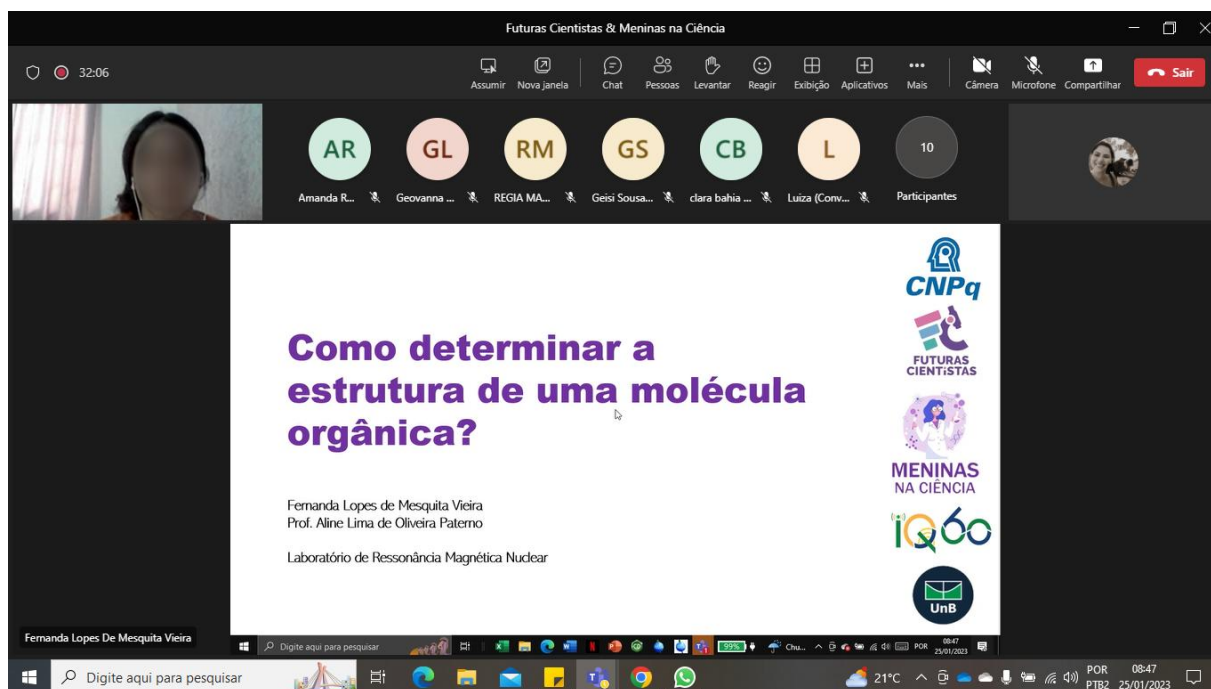 Futuras Cientistas & Meninas na Ciência
32:06
Assumir
Nova janela
Chat
Pessoas
Levantar
Reagir
Exibição
Aplicativos
Mais
Câmera
Microfone
Compartilhar
Sair
AR
GL
RM
GS
CB
L
10
Amanda R...
Geovanna ...
REGIA MA...
Geisi Sousa...
clara bahia ...
Luiza (Conv...
Participantes
CNPq
Como determinar a
estrutura de uma molécula
orgânica?
FUTURAS
CIENTiSTAS
MENINAS
NA CIÊNCIA
Fernanda Lopes de Mesquita Vieira
Prof. Aline Lima de Oliveira Paterno
Laboratório de Ressonância Magnética Nuclear
iQ60
UnB
Fernanda Lopes De Mesquita Vieira
Digite aqui para pesquisar
99%
Chu...
POR
08:47
25/01/2023
Digite aqui para pesquisar
21°C
POR
PTB2
08:47
25/01/2023